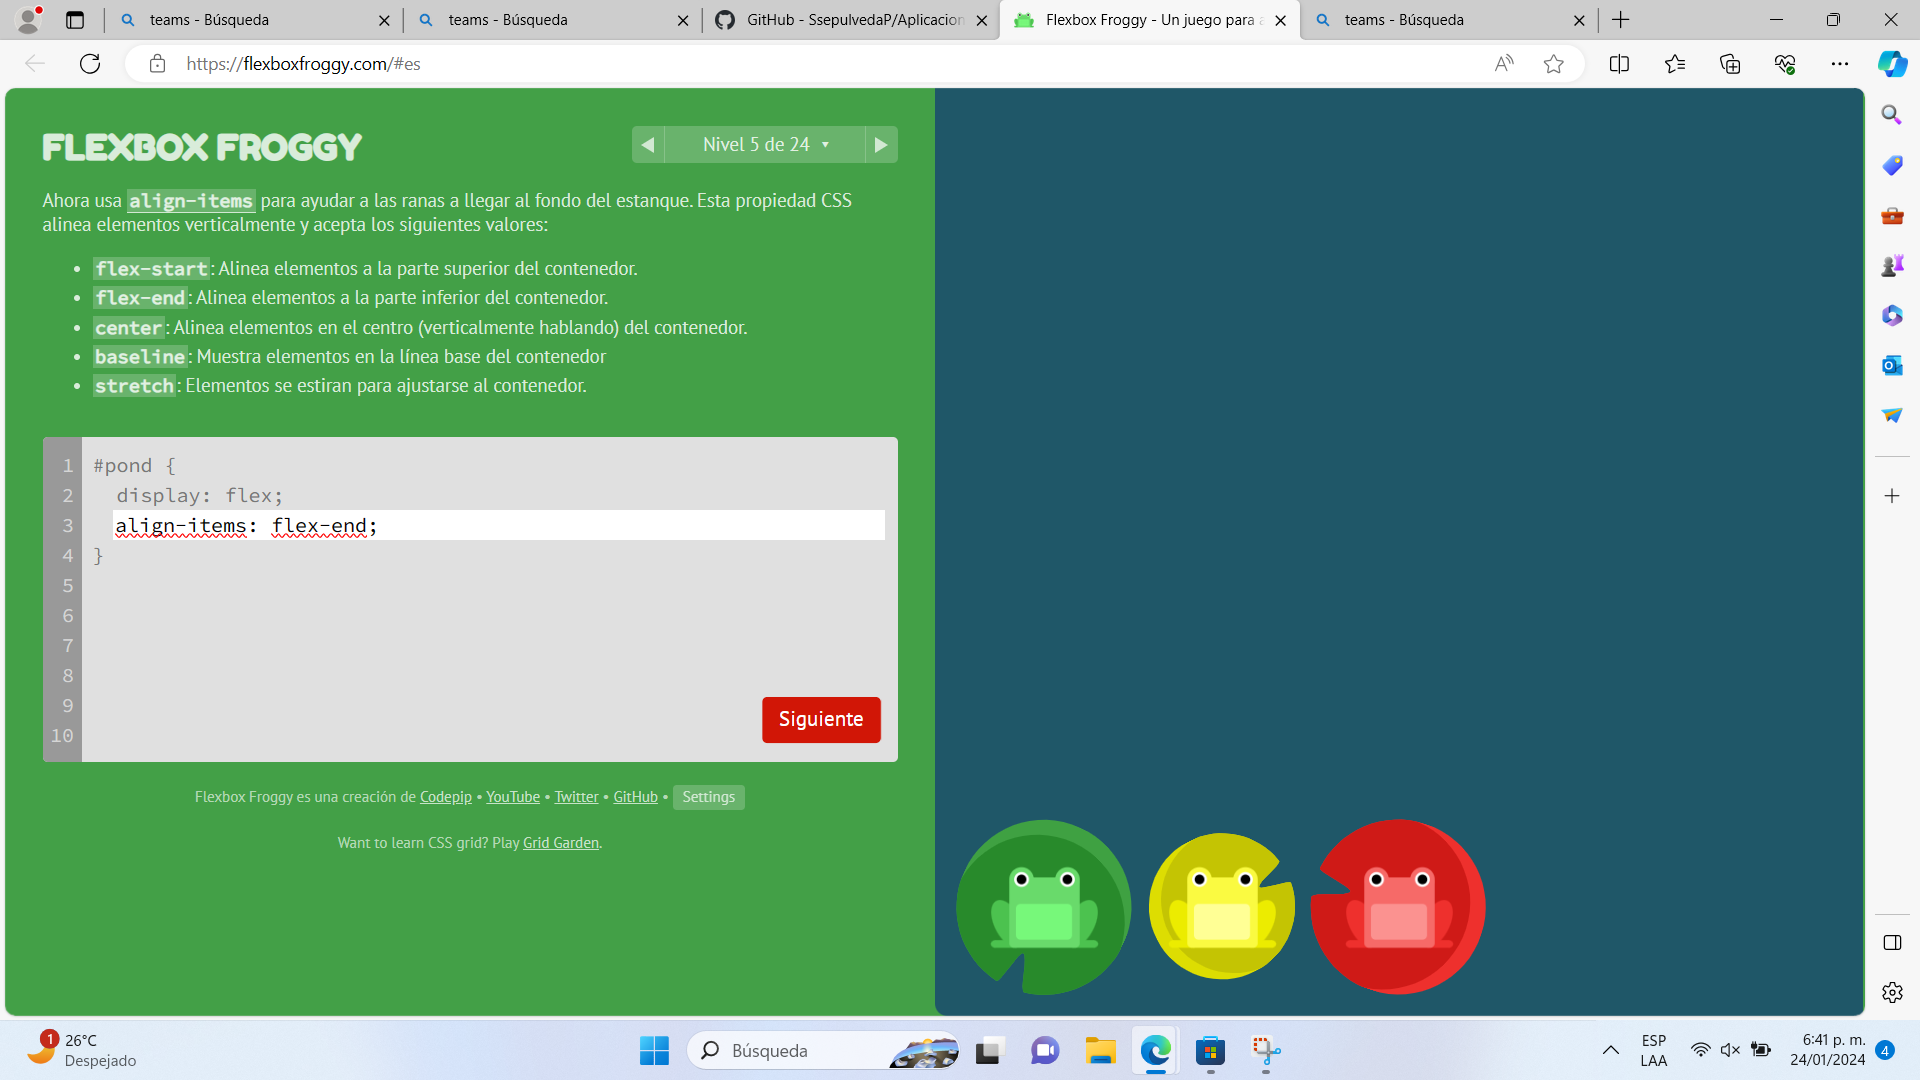 teams - Búsqueda
teams - Búsqueda
GitHub - SsepulvedaP/Aplicacion
Flexbox Froggy - Un juego para a
teams - Búsqueda
https://flexboxfroggy.com/#es
FLEXBOX FROGGY
Nivel 5 de 24
Ahora usa align-items para ayudar a las ranas a llegar al fondo del estanque. Esta propiedad CSS
alinea elementos verticalmente y acepta los siguientes valores:
• flex-start: Alinea elementos a la parte superior del contenedor.
• flex-end: Alinea elementos a la parte inferior del contenedor.
• center: Alinea elementos en el centro (verticalmente hablando) del contenedor.
• baseline: Muestra elementos en la línea base del contenedor
• stretch: Elementos se estiran para ajustarse al contenedor.
1 #pond {
2 display: flex;
3 align-items: flex-end;
4 }
5
6
7
8
9
10
Siguiente
Flexbox Froggy es una creación de Codepip • YouTube • Twitter • GitHub • Settings
Want to learn CSS grid? Play Grid Garden.
1
26°C
Despejado
Búsqueda
ESP
LAA
6:41 p. m.
24/01/2024
4